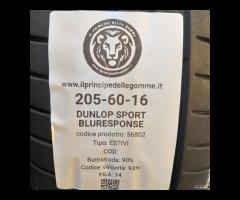 www.ilprincipedellegomme.it
205-60-16
DUNLOP SPORT
BLURESPONSE
codice prodotto: 56802
Tipo: ESTIVI
COD:
Battistrada: 90%
Codice Velocità: 92H
FILA: 74